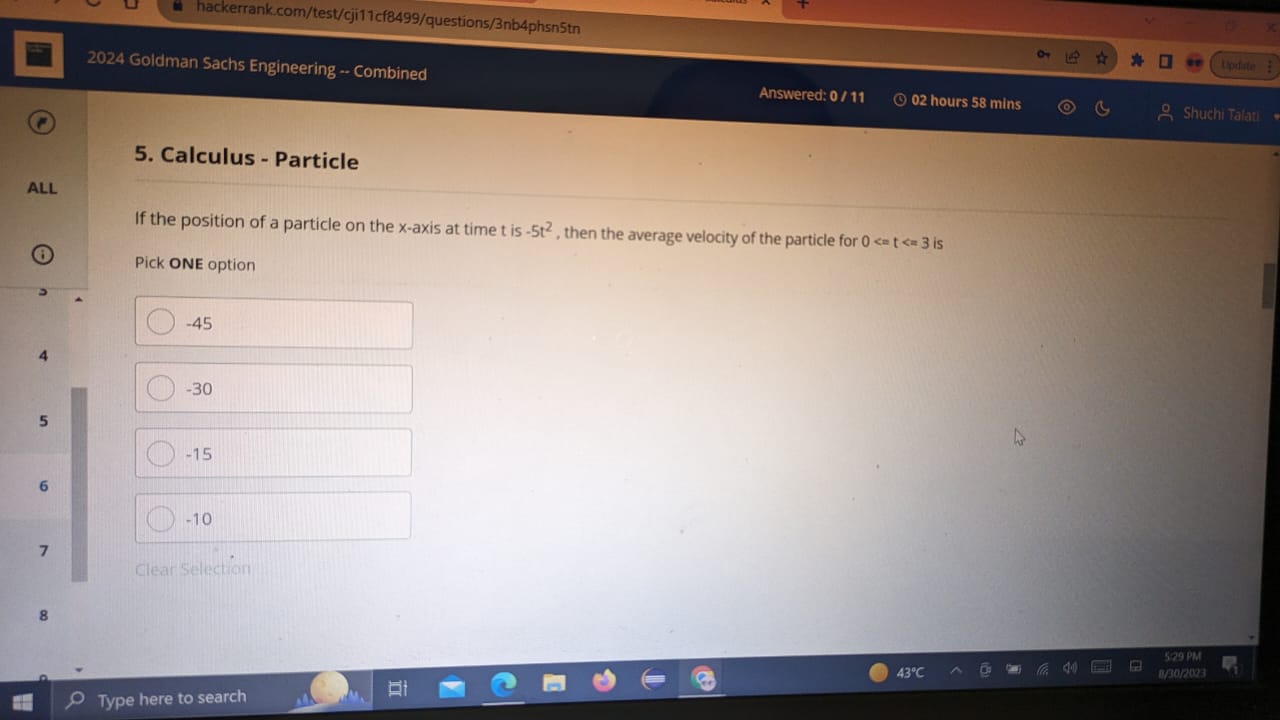 hackerrank.com/test/cji11cf8499/questions/3nb4phsn5tn
Update
2024 Goldman Sachs Engineering -- Combined
Answered: 0 / 11
02 hours 58 mins
Shuchi Talati
ALL
5. Calculus - Particle
If the position of a particle on the x-axis at time t is -5t², then the average velocity of the particle for 0 <= t <= 3 is
Pick ONE option
-45
-30
-15
-10
Clear Selection
4
5
6
7
8
Type here to search
43°C
5:29 PM
8/30/2023